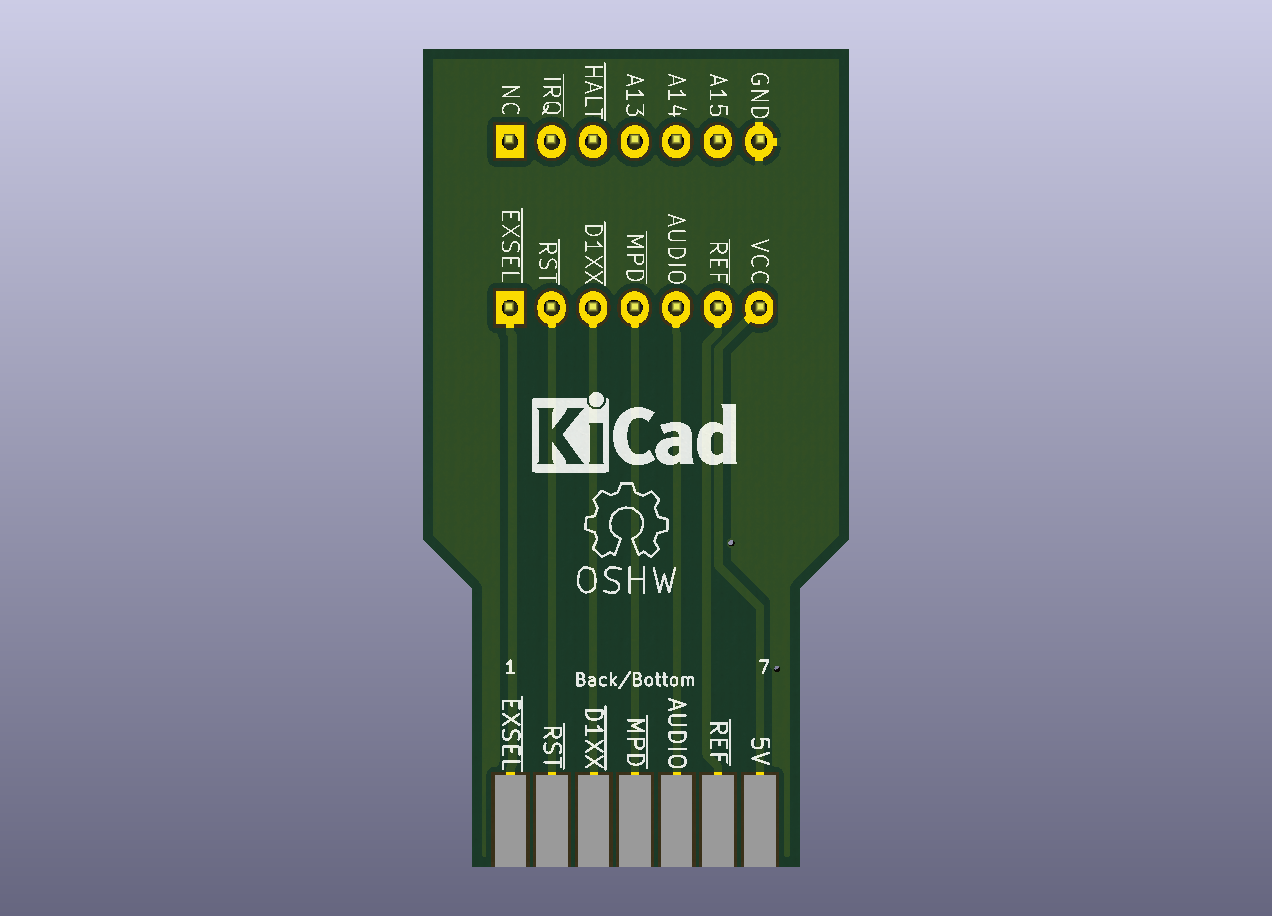 NC IRQ HALT A13 A14 A15 GND
EXSEL RST D1XX MPD AUDIO REF VCC
KiCad
OSHW
1 7
Back/Bottom
EXSEL RST D1XX MPD AUDIO REF 5V